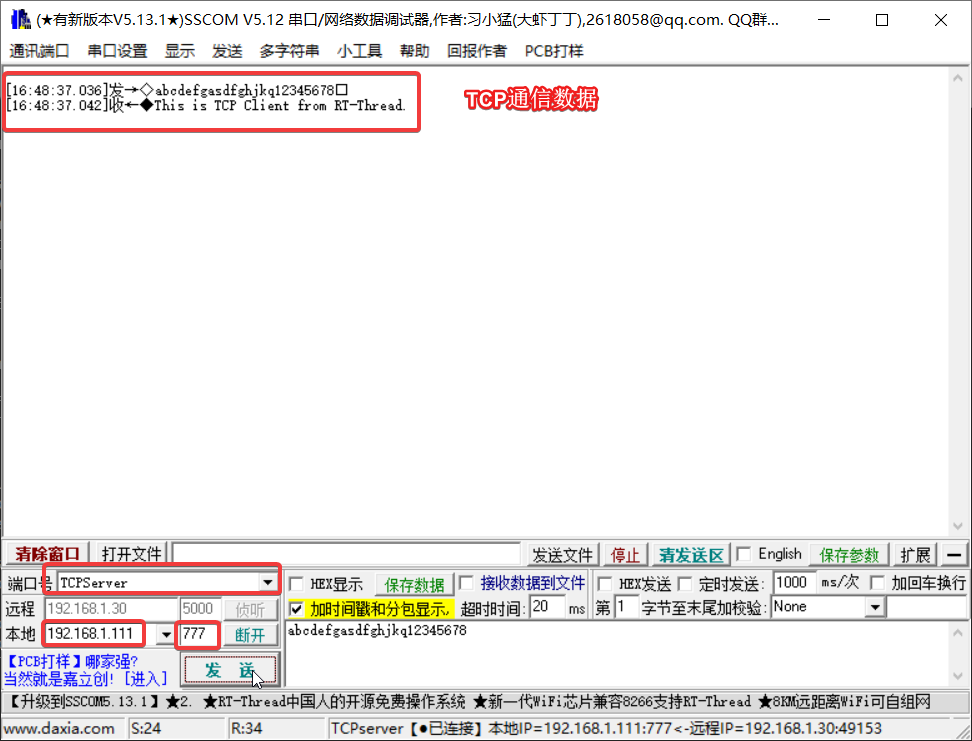 (★有新版本V5.13.1★)SSCOM V5.12 串口/网络数据调试器,作者:习小猛(大虾丁丁),2618058@qq.com. QQ群...
通讯端口 串口设置 显示 发送 多字符串 小工具 帮助 回报作者 PCB打样
[16:48:37.036]发→◇abcdefgasdfghjkq12345678□
[16:48:37.042]收←◆This is TCP Client from RT-Thread.
TCP通信数据
清除窗口 打开文件 发送文件 停止 清发送区 English 保存参数 扩展 —
端口号 TCPServer HEX显示 保存数据 接收数据到文件 HEX发送 定时发送: 1000 ms/次 加回车换行
远程 192.168.1.30 5000 侦听 加时间戳和分包显示, 超时时间: 20 ms 第 1 字节至末尾加校验: None
本地 192.168.1.111 777 断开 abcdefgasdfghjkq12345678
【PCB打样】哪家强?
当然就是嘉立创! [进入]
发 送
【升级到SSCOM5.13.1】★2. ★RT-Thread中国人的开源免费操作系统 ★新一代WiFi芯片兼容8266支持RT-Thread ★8KM远距离WiFi可自组网
www.daxia.com S:24 R:34 TCPserver【●已连接】本地IP=192.168.1.111:777<-远程IP=192.168.1.30:49153